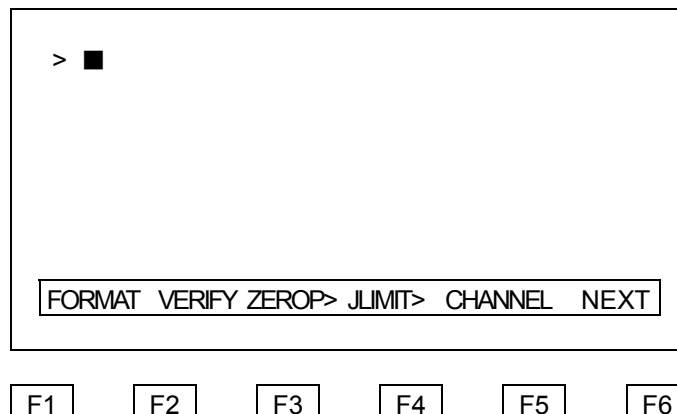 > ■
FORMAT VERIFY ZEROP> JLIMIT> CHANNEL NEXT
F1 F2 F3 F4 F5 F6